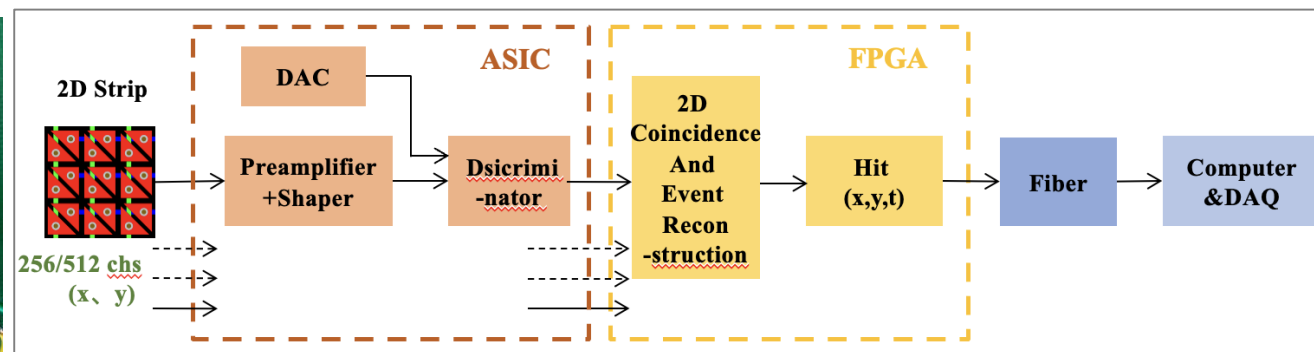 2D Strip
256/512 chs
(x、y)
ASIC
DAC
Preamplifier
+Shaper
Dsicrimi
-nator
FPGA
2D
Coincidence
And
Event
Recon
-struction
Hit
(x,y,t)
Fiber
Computer
&DAQ